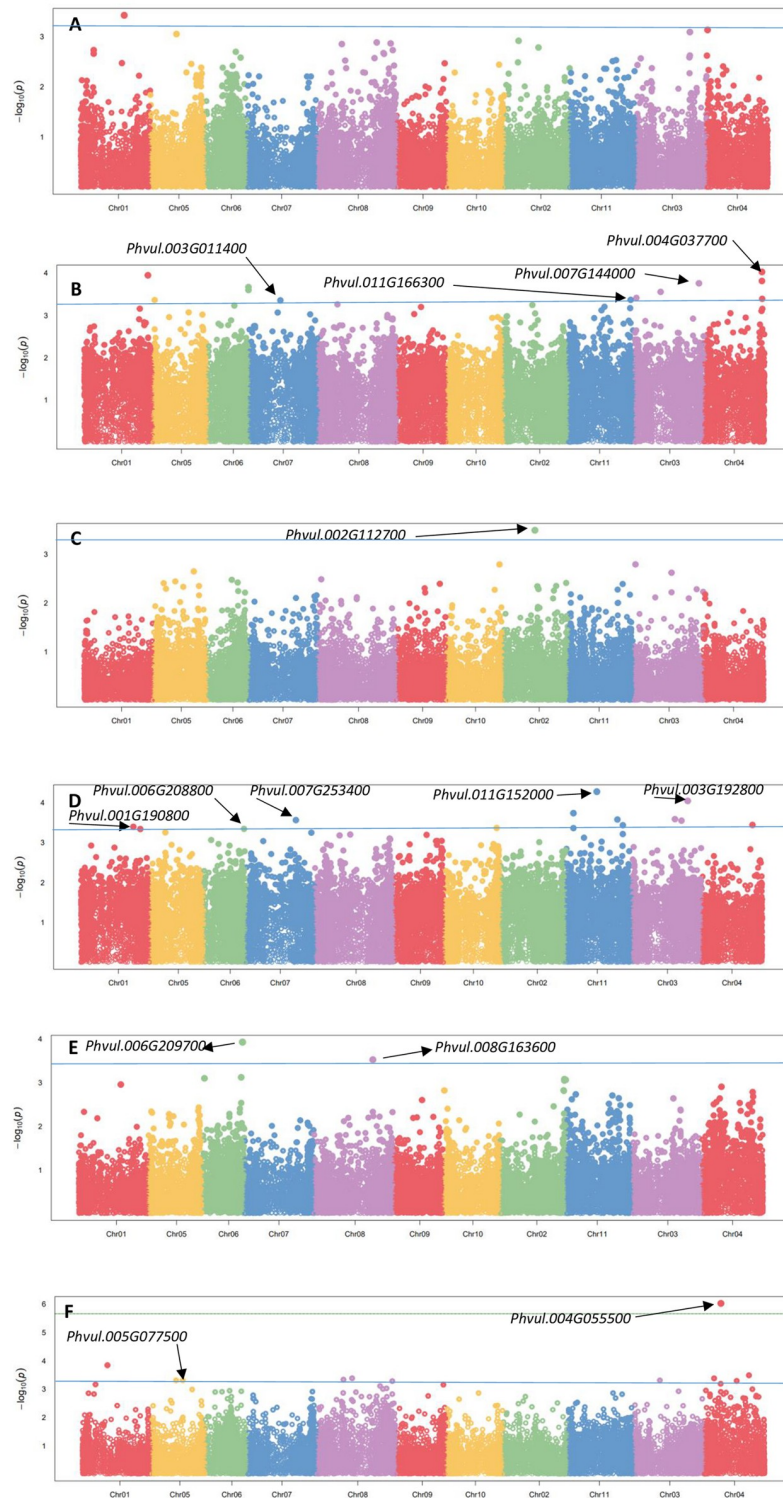 A
3
2
1
−log₁₀(p)
Chr01 Chr05 Chr06 Chr07 Chr08 Chr09 Chr10 Chr02 Chr11 Chr03 Chr04
Phvul.003G011400
Phvul.004G037700
Phvul.007G144000
Phvul.011G166300
B
4
3
2
1
−log₁₀(p)
Chr01 Chr05 Chr06 Chr07 Chr08 Chr09 Chr10 Chr02 Chr11 Chr03 Chr04
Phvul.002G112700
C
3
2
1
−log₁₀(p)
Chr01 Chr05 Chr06 Chr07 Chr08 Chr09 Chr10 Chr02 Chr11 Chr03 Chr04
D
Phvul.006G208800 Phvul.007G253400 Phvul.011G152000 Phvul.003G192800
Phvul.001G190800
4
3
2
1
−log₁₀(p)
Chr01 Chr05 Chr06 Chr07 Chr08 Chr09 Chr10 Chr02 Chr11 Chr03 Chr04
E
Phvul.006G209700 Phvul.008G163600
4
3
2
1
−log₁₀(p)
Chr01 Chr05 Chr06 Chr07 Chr08 Chr09 Chr10 Chr02 Chr11 Chr03 Chr04
F
Phvul.004G055500
Phvul.005G077500
6
5
4
3
2
1
−log₁₀(p)
Chr01 Chr05 Chr06 Chr07 Chr08 Chr09 Chr10 Chr02 Chr11 Chr03 Chr04